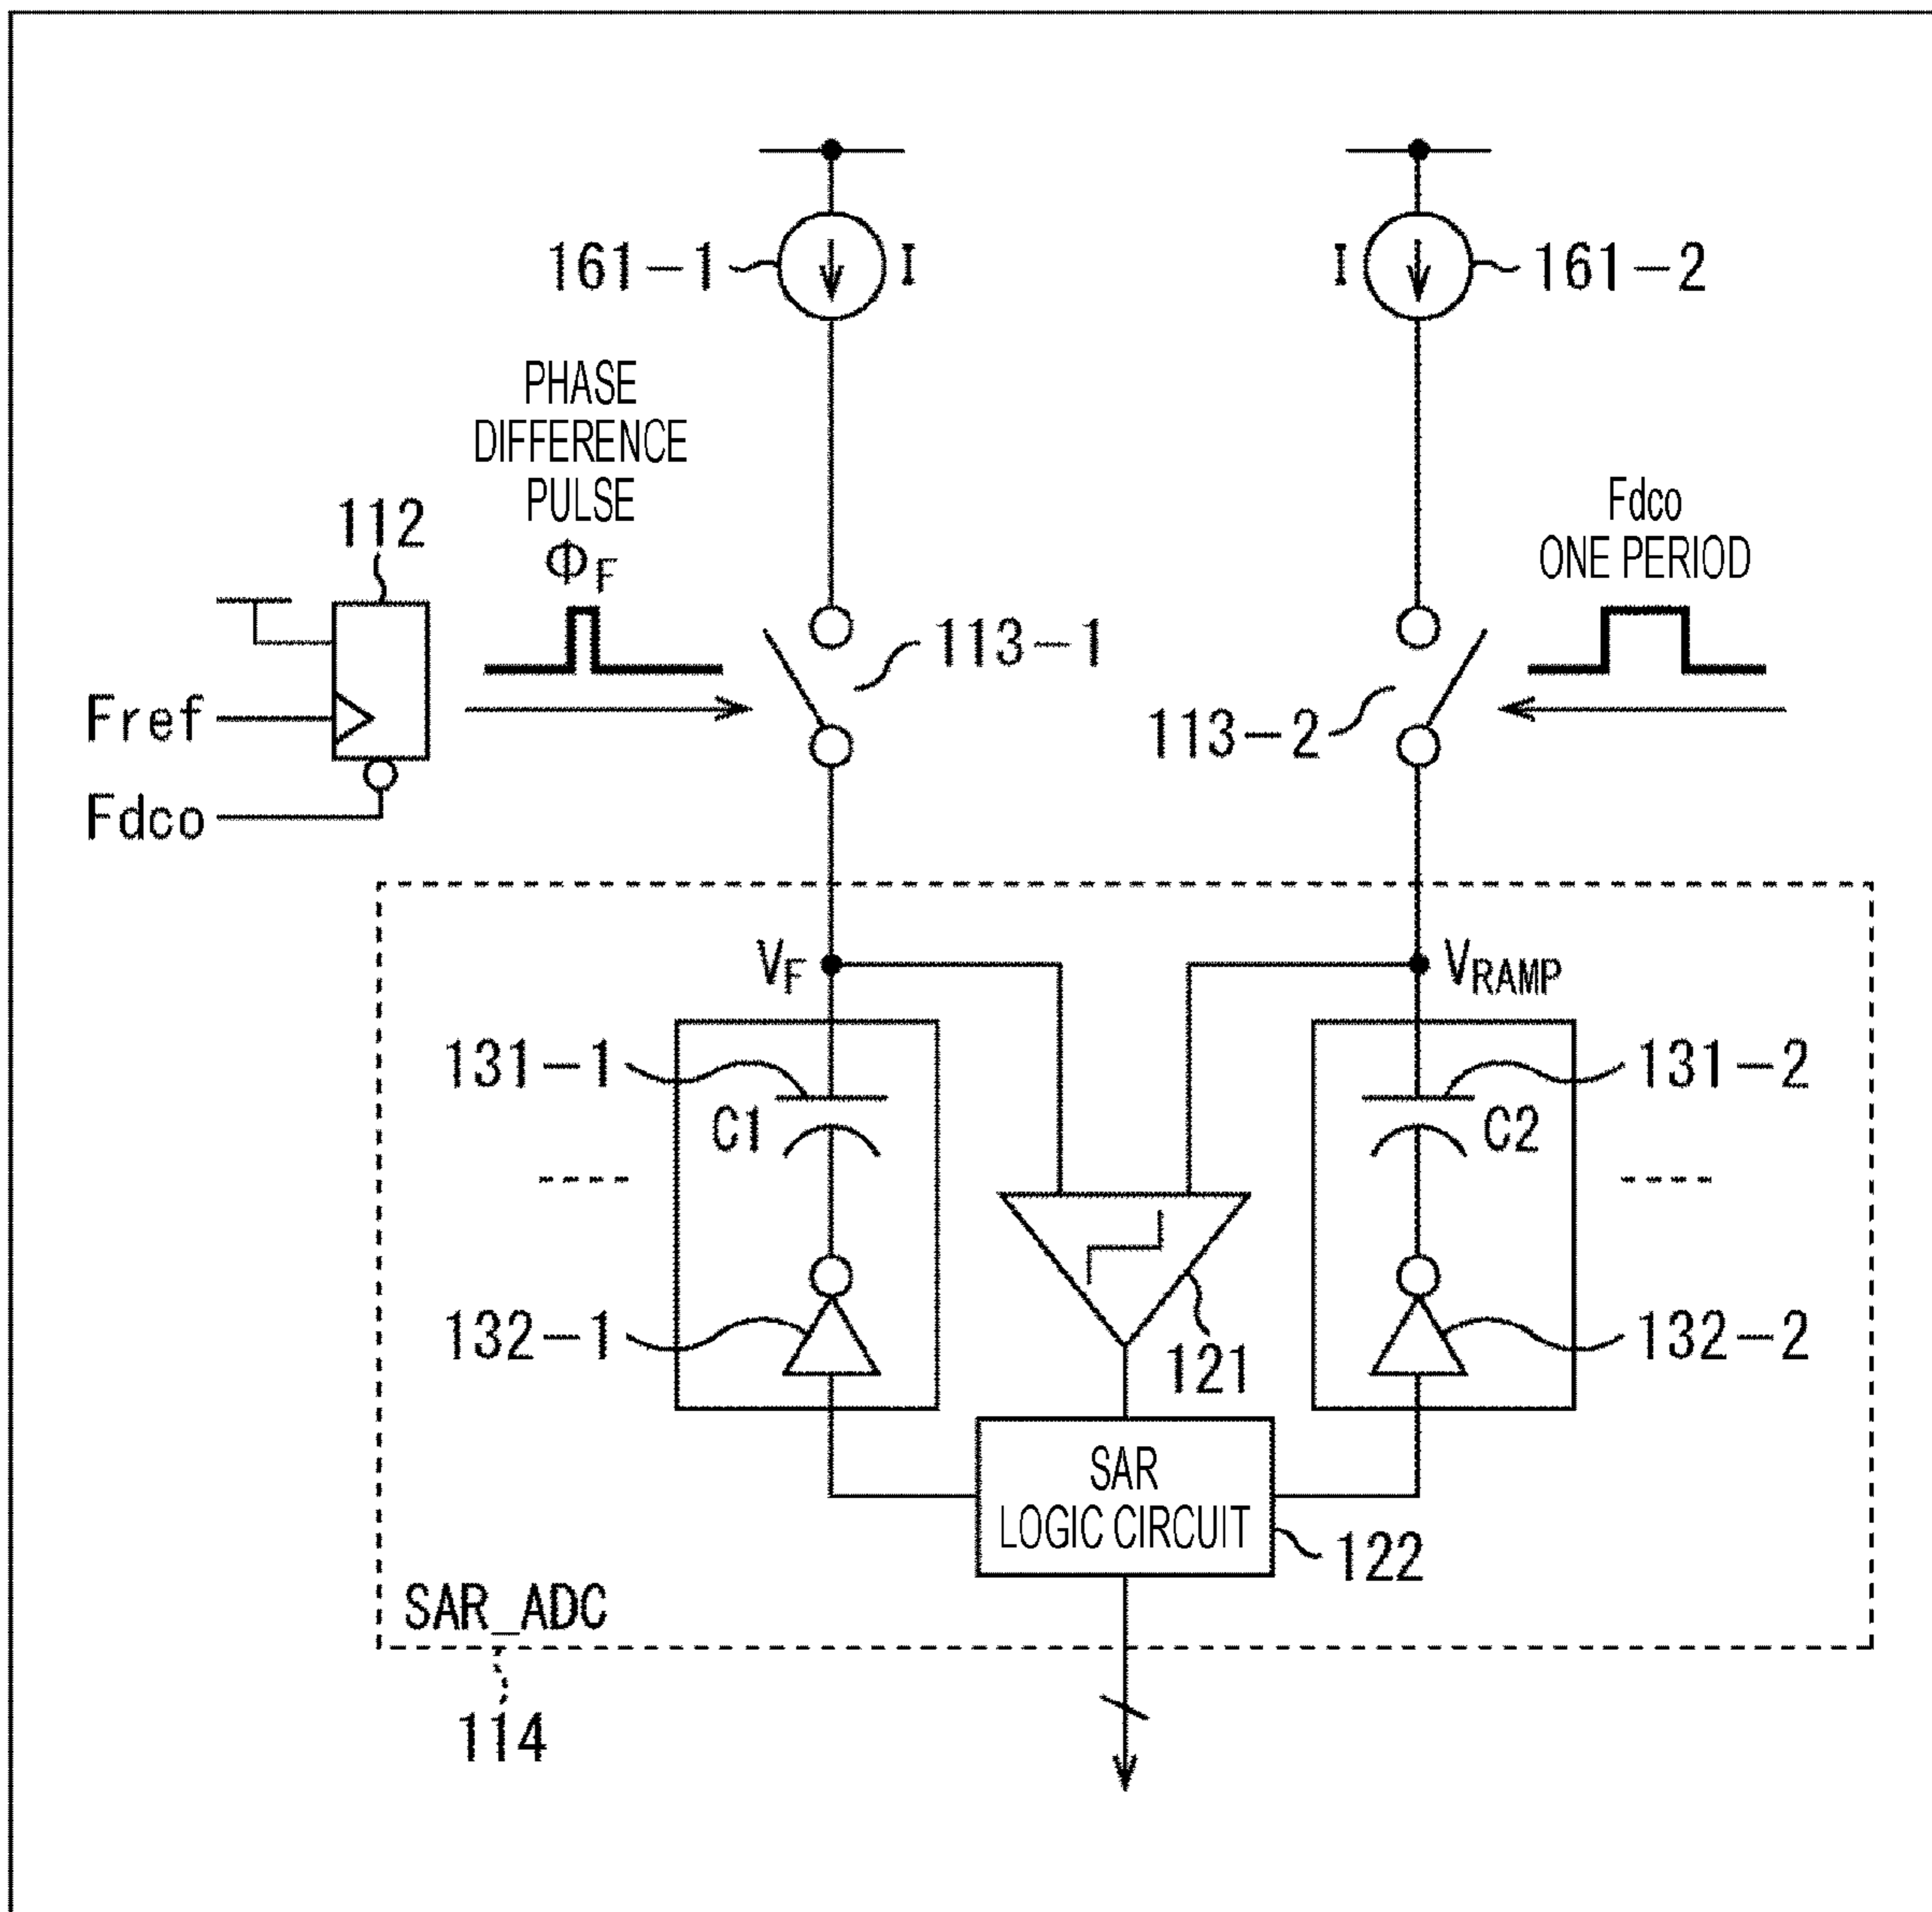 161-1
I
I
161-2
PHASE
DIFFERENCE
PULSE
ΦF
Fdco
ONE PERIOD
112
113-1
113-2
Fref
Fdco
VF
VRAMP
131-1
C1
131-2
C2
132-1
121
132-2
SAR
LOGIC CIRCUIT
122
SAR_ADC
114